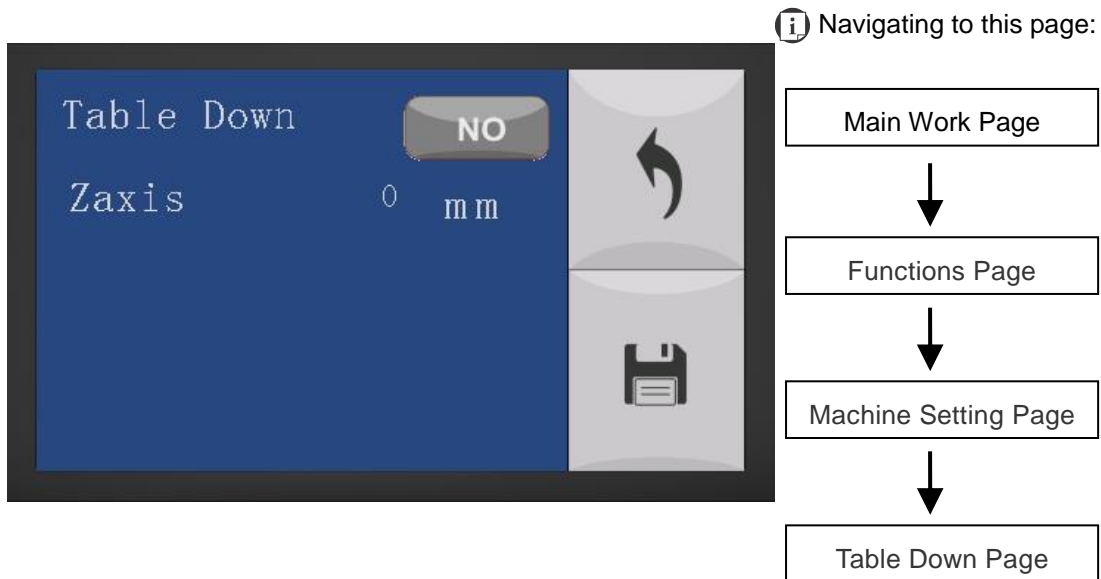 Navigating to this page:
Table Down NO
Zaxis 0 mm
Main Work Page
Functions Page
Machine Setting Page
Table Down Page